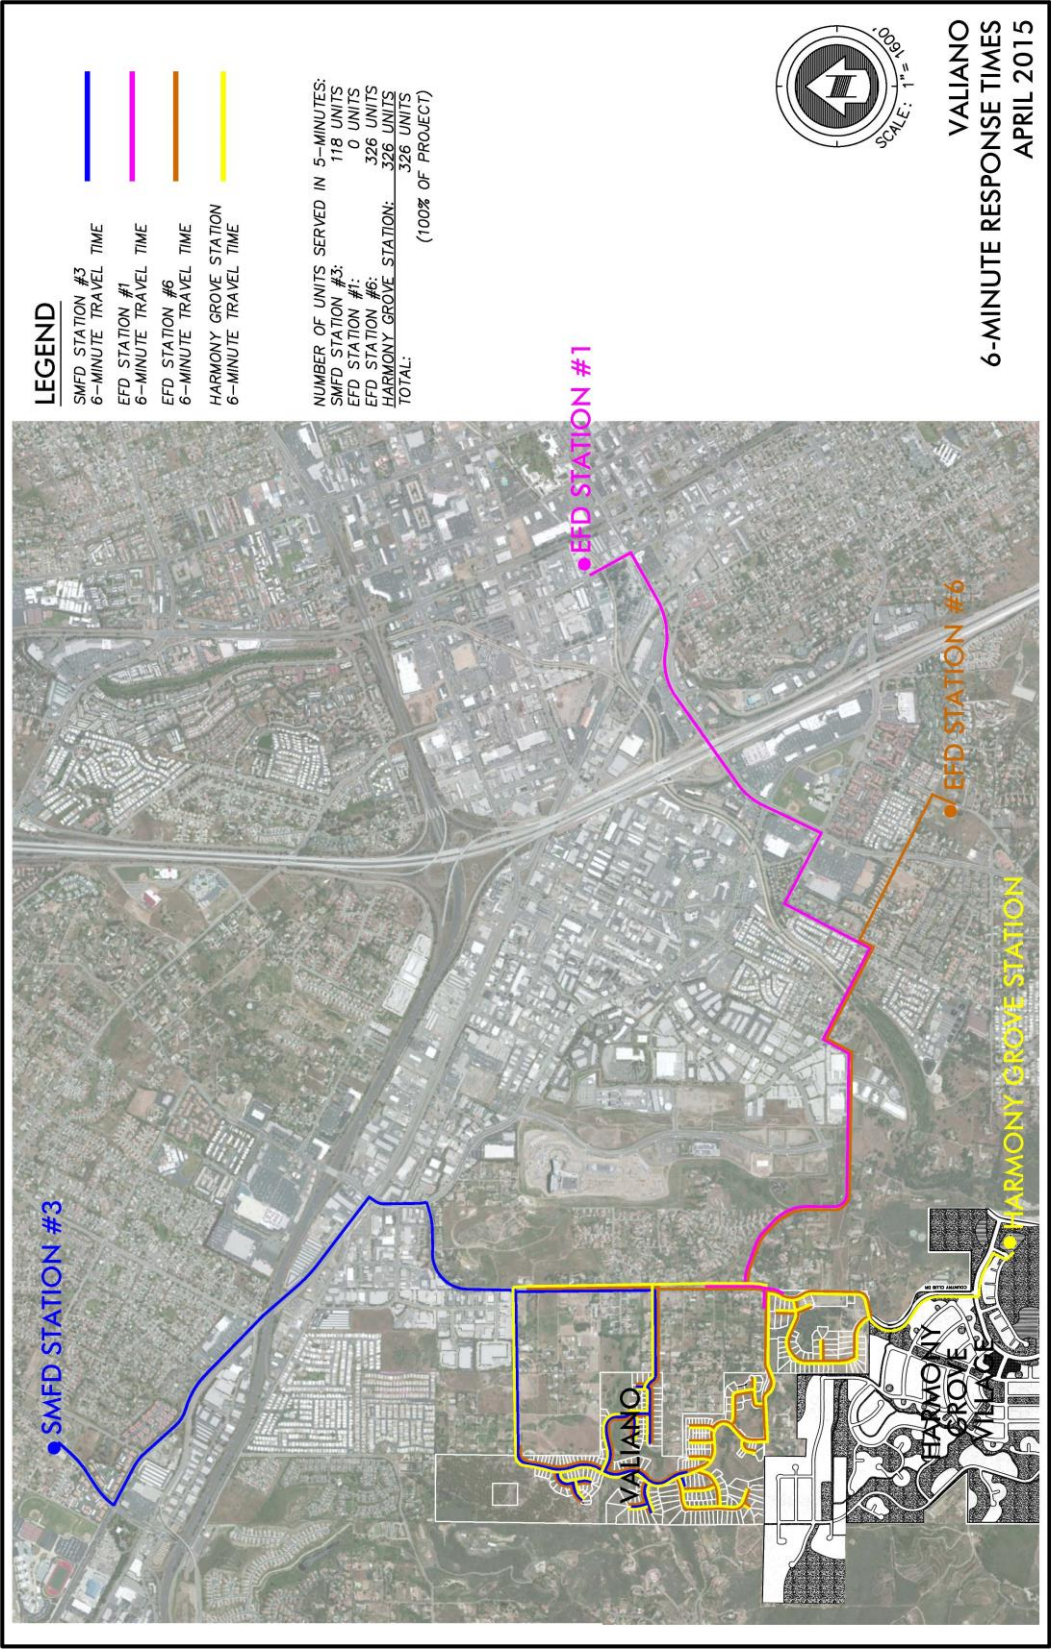 LEGEND
SMFD STATION #3
6-MINUTE TRAVEL TIME
EFD STATION #1
6-MINUTE TRAVEL TIME
EFD STATION #6
6-MINUTE TRAVEL TIME
HARMONY GROVE STATION
6-MINUTE TRAVEL TIME
NUMBER OF UNITS SERVED IN 5-MINUTES:
SMFD STATION #3: 118 UNITS
EFD STATION #1: 0 UNITS
EFD STATION #6: 326 UNITS
HARMONY GROVE STATION: 326 UNITS
TOTAL: 326 UNITS
(100% OF PROJECT)
SCALE: 1"=1600'
VALIANO
6-MINUTE RESPONSE TIMES
APRIL 2015
SMFD STATION #3
EFD STATION #1
EFD STATION #6
HARMONY GROVE STATION
VALIANO
HARMONY
GROVE
VILLAGE
COUNTRY CLUB DR